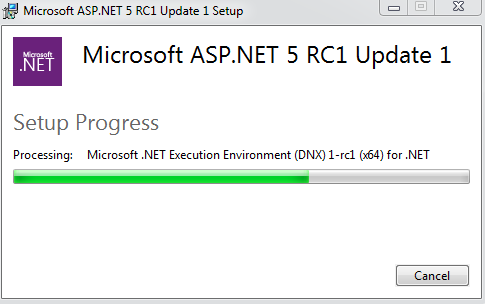 Microsoft ASP.NET 5 RC1 Update 1 Setup
Microsoft
.NET
Microsoft ASP.NET 5 RC1 Update 1
Setup Progress
Processing: Microsoft .NET Execution Environment (DNX) 1-rc1 (x64) for .NET
Cancel